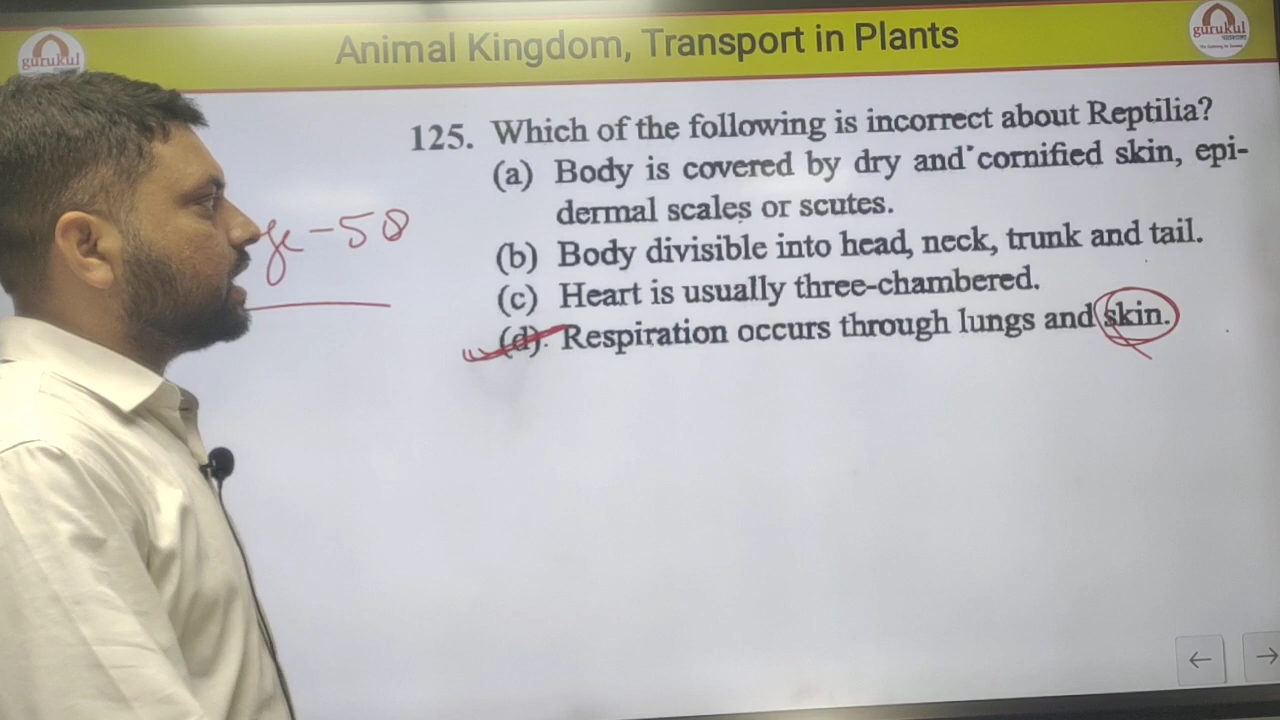 gurukul
Animal Kingdom, Transport in Plants
gurukul
125. Which of the following is incorrect about Reptilia?
(a) Body is covered by dry and cornified skin, epi-
dermal scales or scutes.
(b) Body divisible into head, neck, trunk and tail.
(c) Heart is usually three-chambered.
(d). Respiration occurs through lungs and skin.
-58
← →